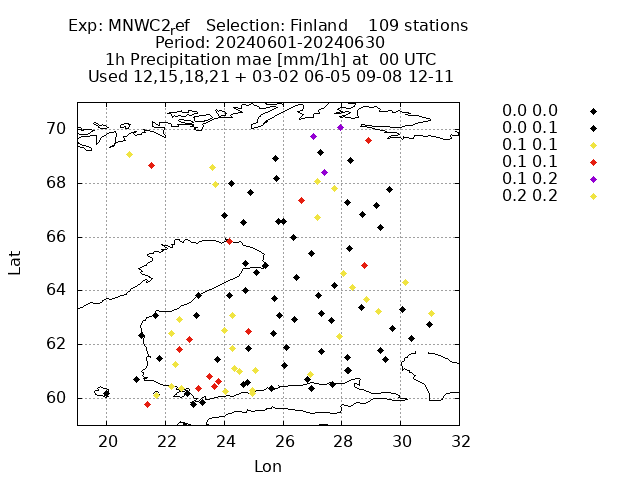 Exp: MNWC2ref   Selection: Finland    109 stations
Period: 20240601-20240630
1h Precipitation mae [mm/1h] at  00 UTC
Used 12,15,18,21 + 03-02 06-05 09-08 12-11
0.0 0.0
0.0 0.1
0.1 0.1
0.1 0.1
0.1 0.2
0.2 0.2
70
68
66
64
62
60
Lat
20 22 24 26 28 30 32
Lon